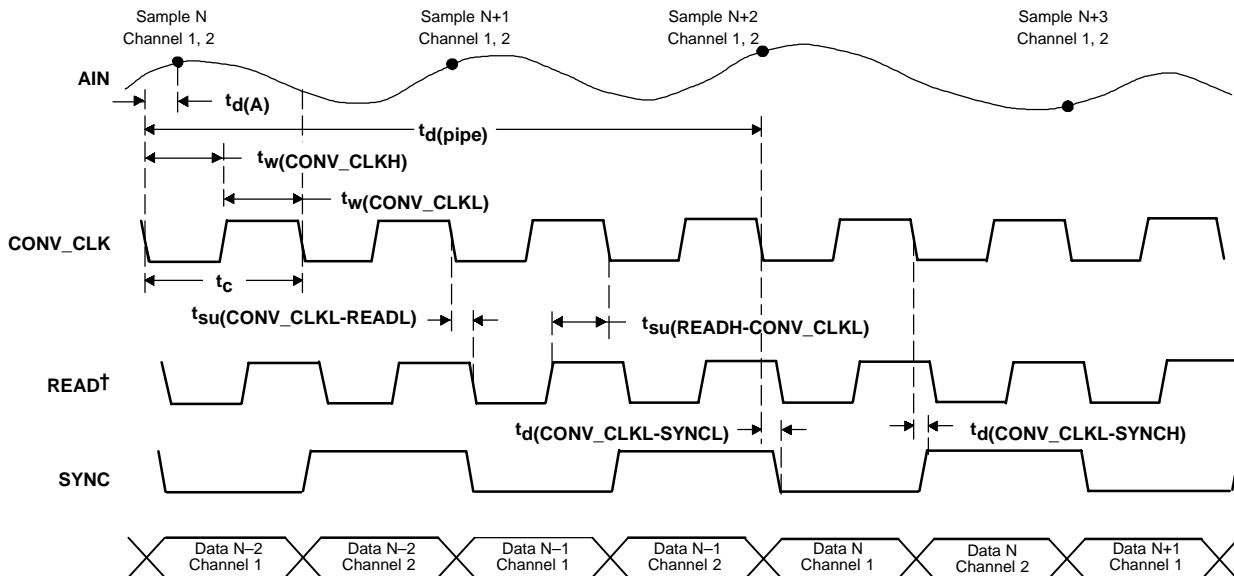 Sample N
Channel 1, 2
Sample N+1
Channel 1, 2
Sample N+2
Channel 1, 2
Sample N+3
Channel 1, 2
AIN
td(A)
td(pipe)
tw(CONV_CLKH)
tw(CONV_CLKL)
CONV_CLK
tc
tsu(CONV_CLKL-READL)
tsu(READH-CONV_CLKL)
READ†
td(CONV_CLKL-SYNCL)
td(CONV_CLKL-SYNCH)
SYNC
Data N–2
Channel 1
Data N–2
Channel 2
Data N–1
Channel 1
Data N–1
Channel 2
Data N
Channel 1
Data N
Channel 2
Data N+1
Channel 1